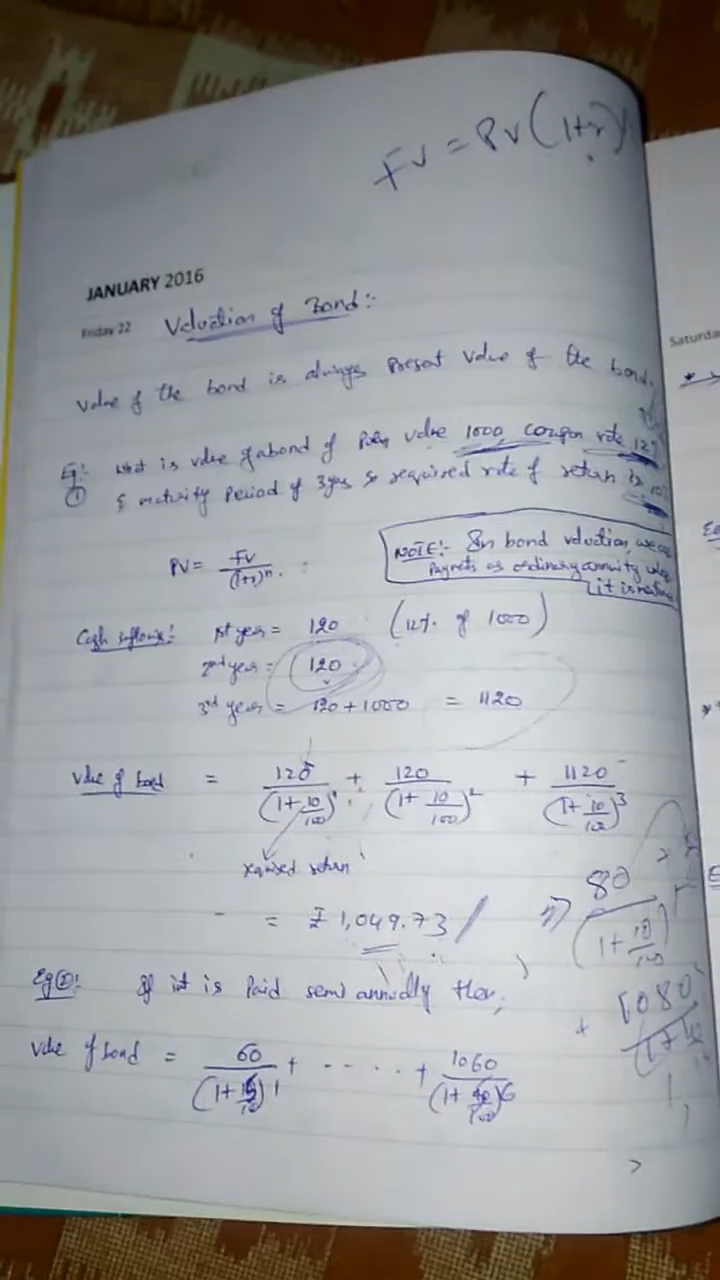 FV = PV (1+r)
JANUARY 2016
Friday 22 Valuation of Bond:-
Value of the bond is always Present Value of the bond.
Eg: What is value of a bond of Par value 1000, coupon rate 12%
① & maturity Period of 3yrs & required rate of return is 10%
PV = FV/(1+r)^n .
NOTE:- In bond valuation, we
Paymets as ordinary annuity
it is
Cash inflows: 1st year = 120 (12% of 1000)
2nd year = 120
3rd year = 120 + 1000 = 1120
Value of bond = 120/(1+10/100)^1 + 120/(1+10/100)^2 + 1120/(1+10/100)^3
required return
= ₹ 1,049.73/
80/(1+10/100)
+ 1080
Eg②: If int is Paid semi annually then,
Value of bond = 60/(1+ )^1 + - - . . . + 1060/(1+ )^6
Saturda